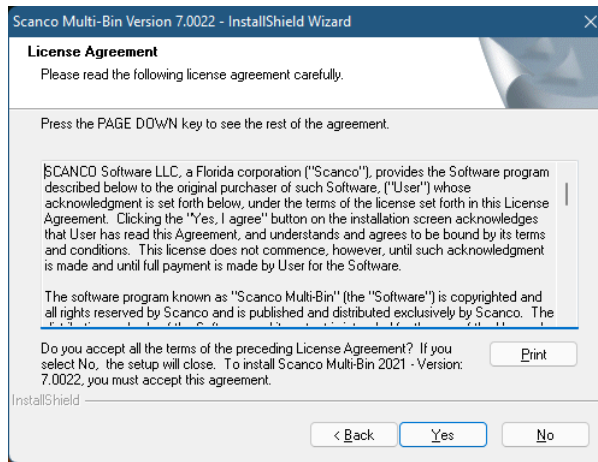 Scanco Multi-Bin Version 7.0022 - InstallShield Wizard
License Agreement
Please read the following license agreement carefully.
Press the PAGE DOWN key to see the rest of the agreement.
SCANCO Software LLC, a Florida corporation ("Scanco"), provides the Software program
described below to the original purchaser of such Software, ("User") whose
acknowledgment is set forth below, under the terms of the license set forth in this License
Agreement.  Clicking the "Yes, I agree" button on the installation screen acknowledges
that User has read this Agreement, and understands and agrees to be bound by its terms
and conditions.  This license does not commence, however, until such acknowledgment
is made and until full payment is made by User for the Software.
The software program known as "Scanco Multi-Bin" (the "Software") is copyrighted and
all rights reserved by Scanco and is published and distributed exclusively by Scanco.  The
Do you accept all the terms of the preceding License Agreement?  If you
select No,  the setup will close.  To install Scanco Multi-Bin 2021 - Version:
7.0022, you must accept this agreement.
Print
InstallShield
< Back
Yes
No